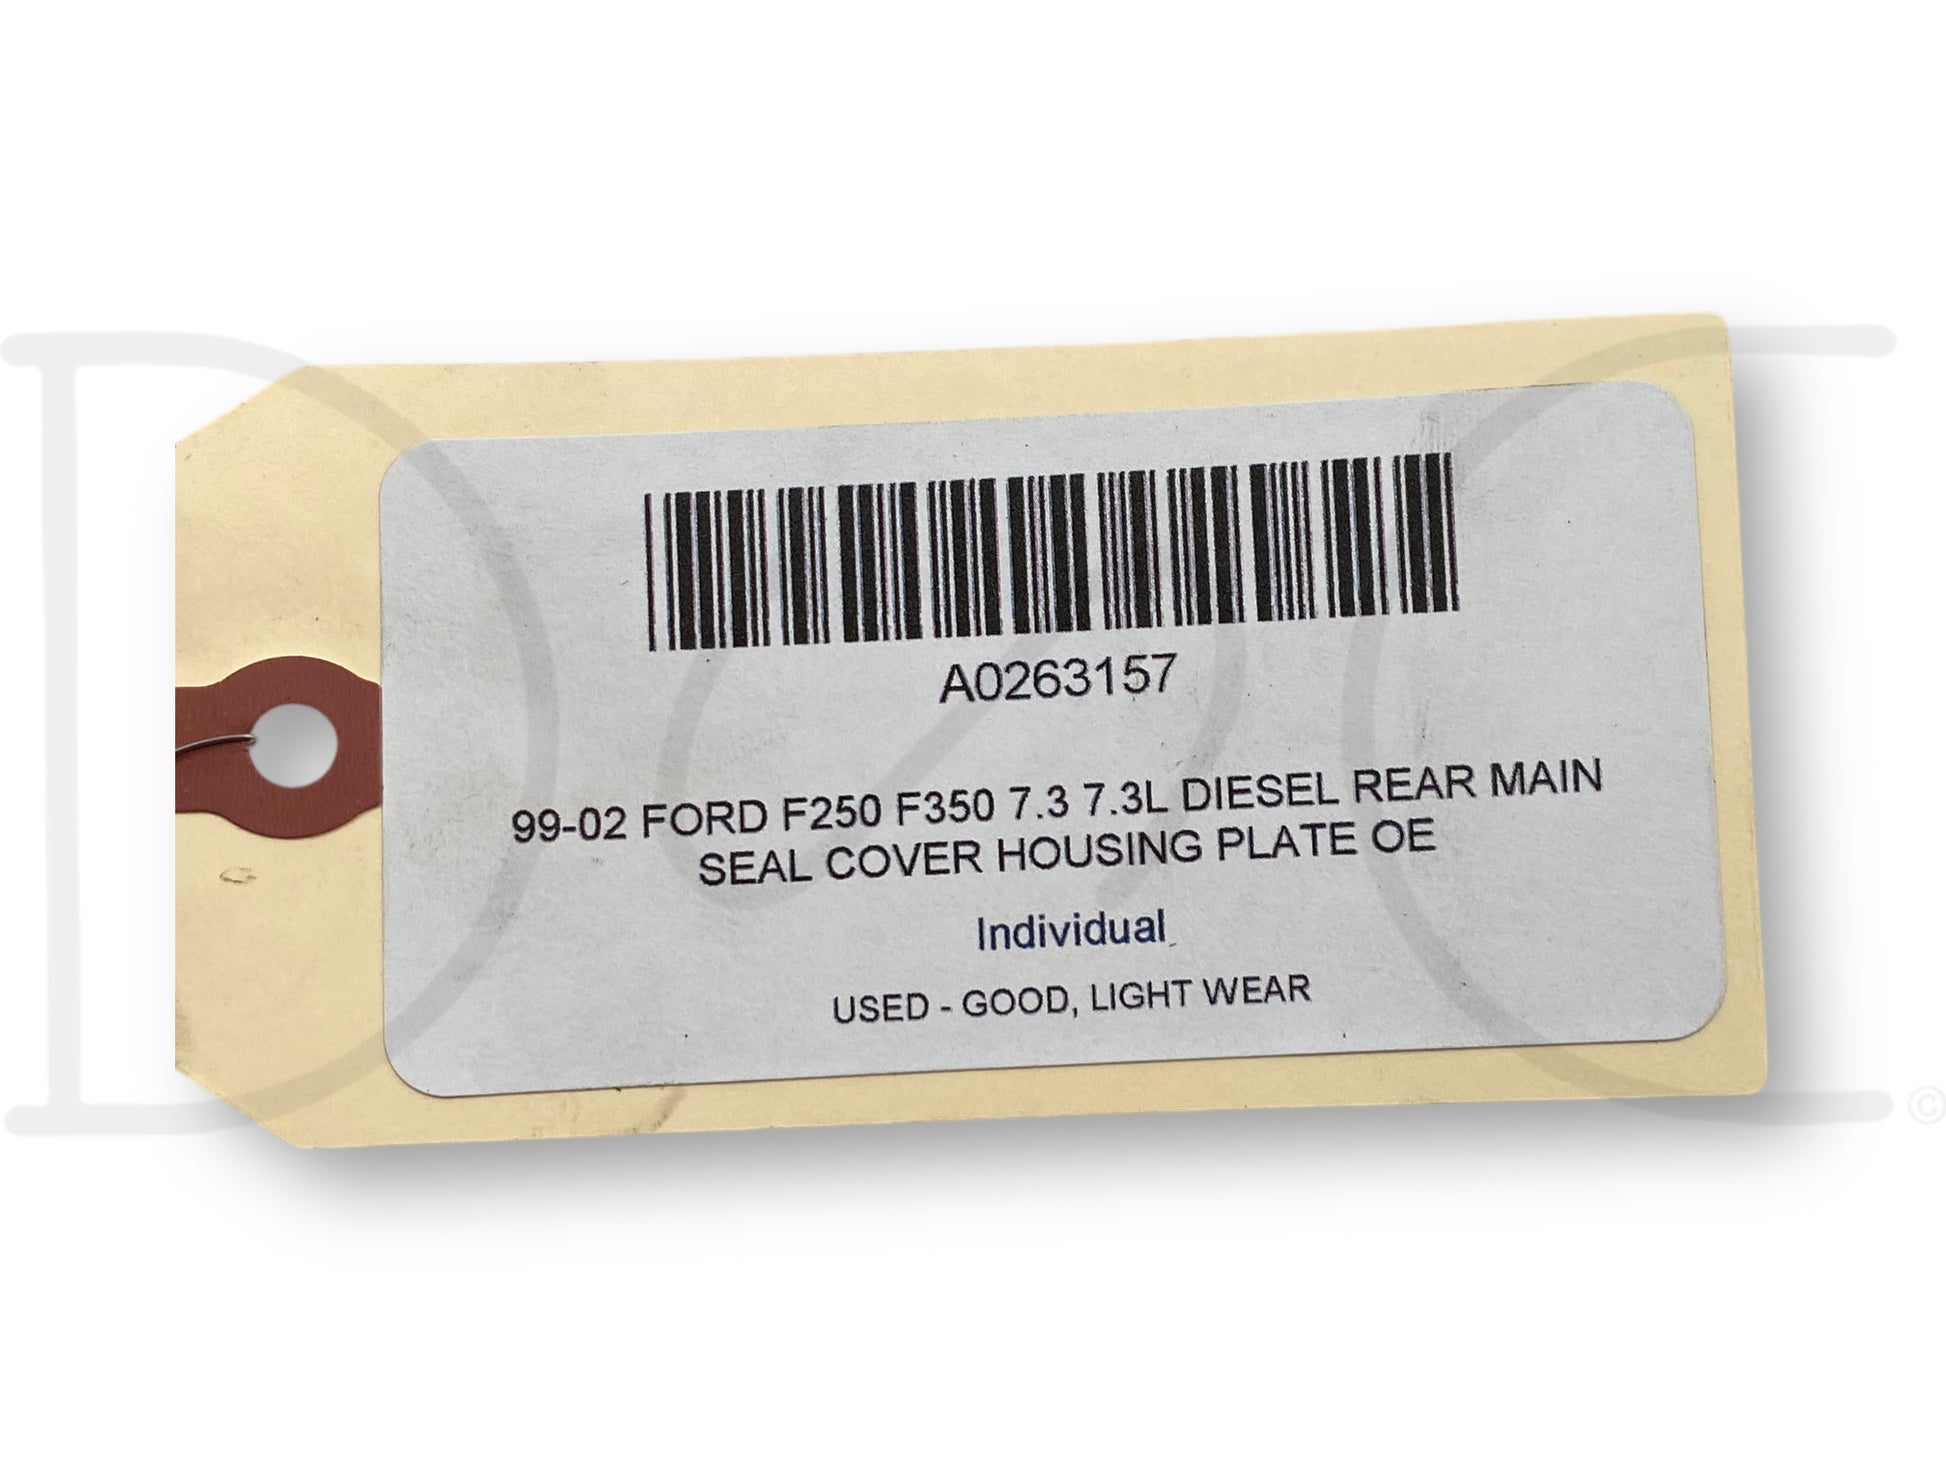 A0263157
99-02 FORD F250 F350 7.3 7.3L DIESEL REAR MAIN
SEAL COVER HOUSING PLATE OE
Individual
USED - GOOD, LIGHT WEAR
D C ©